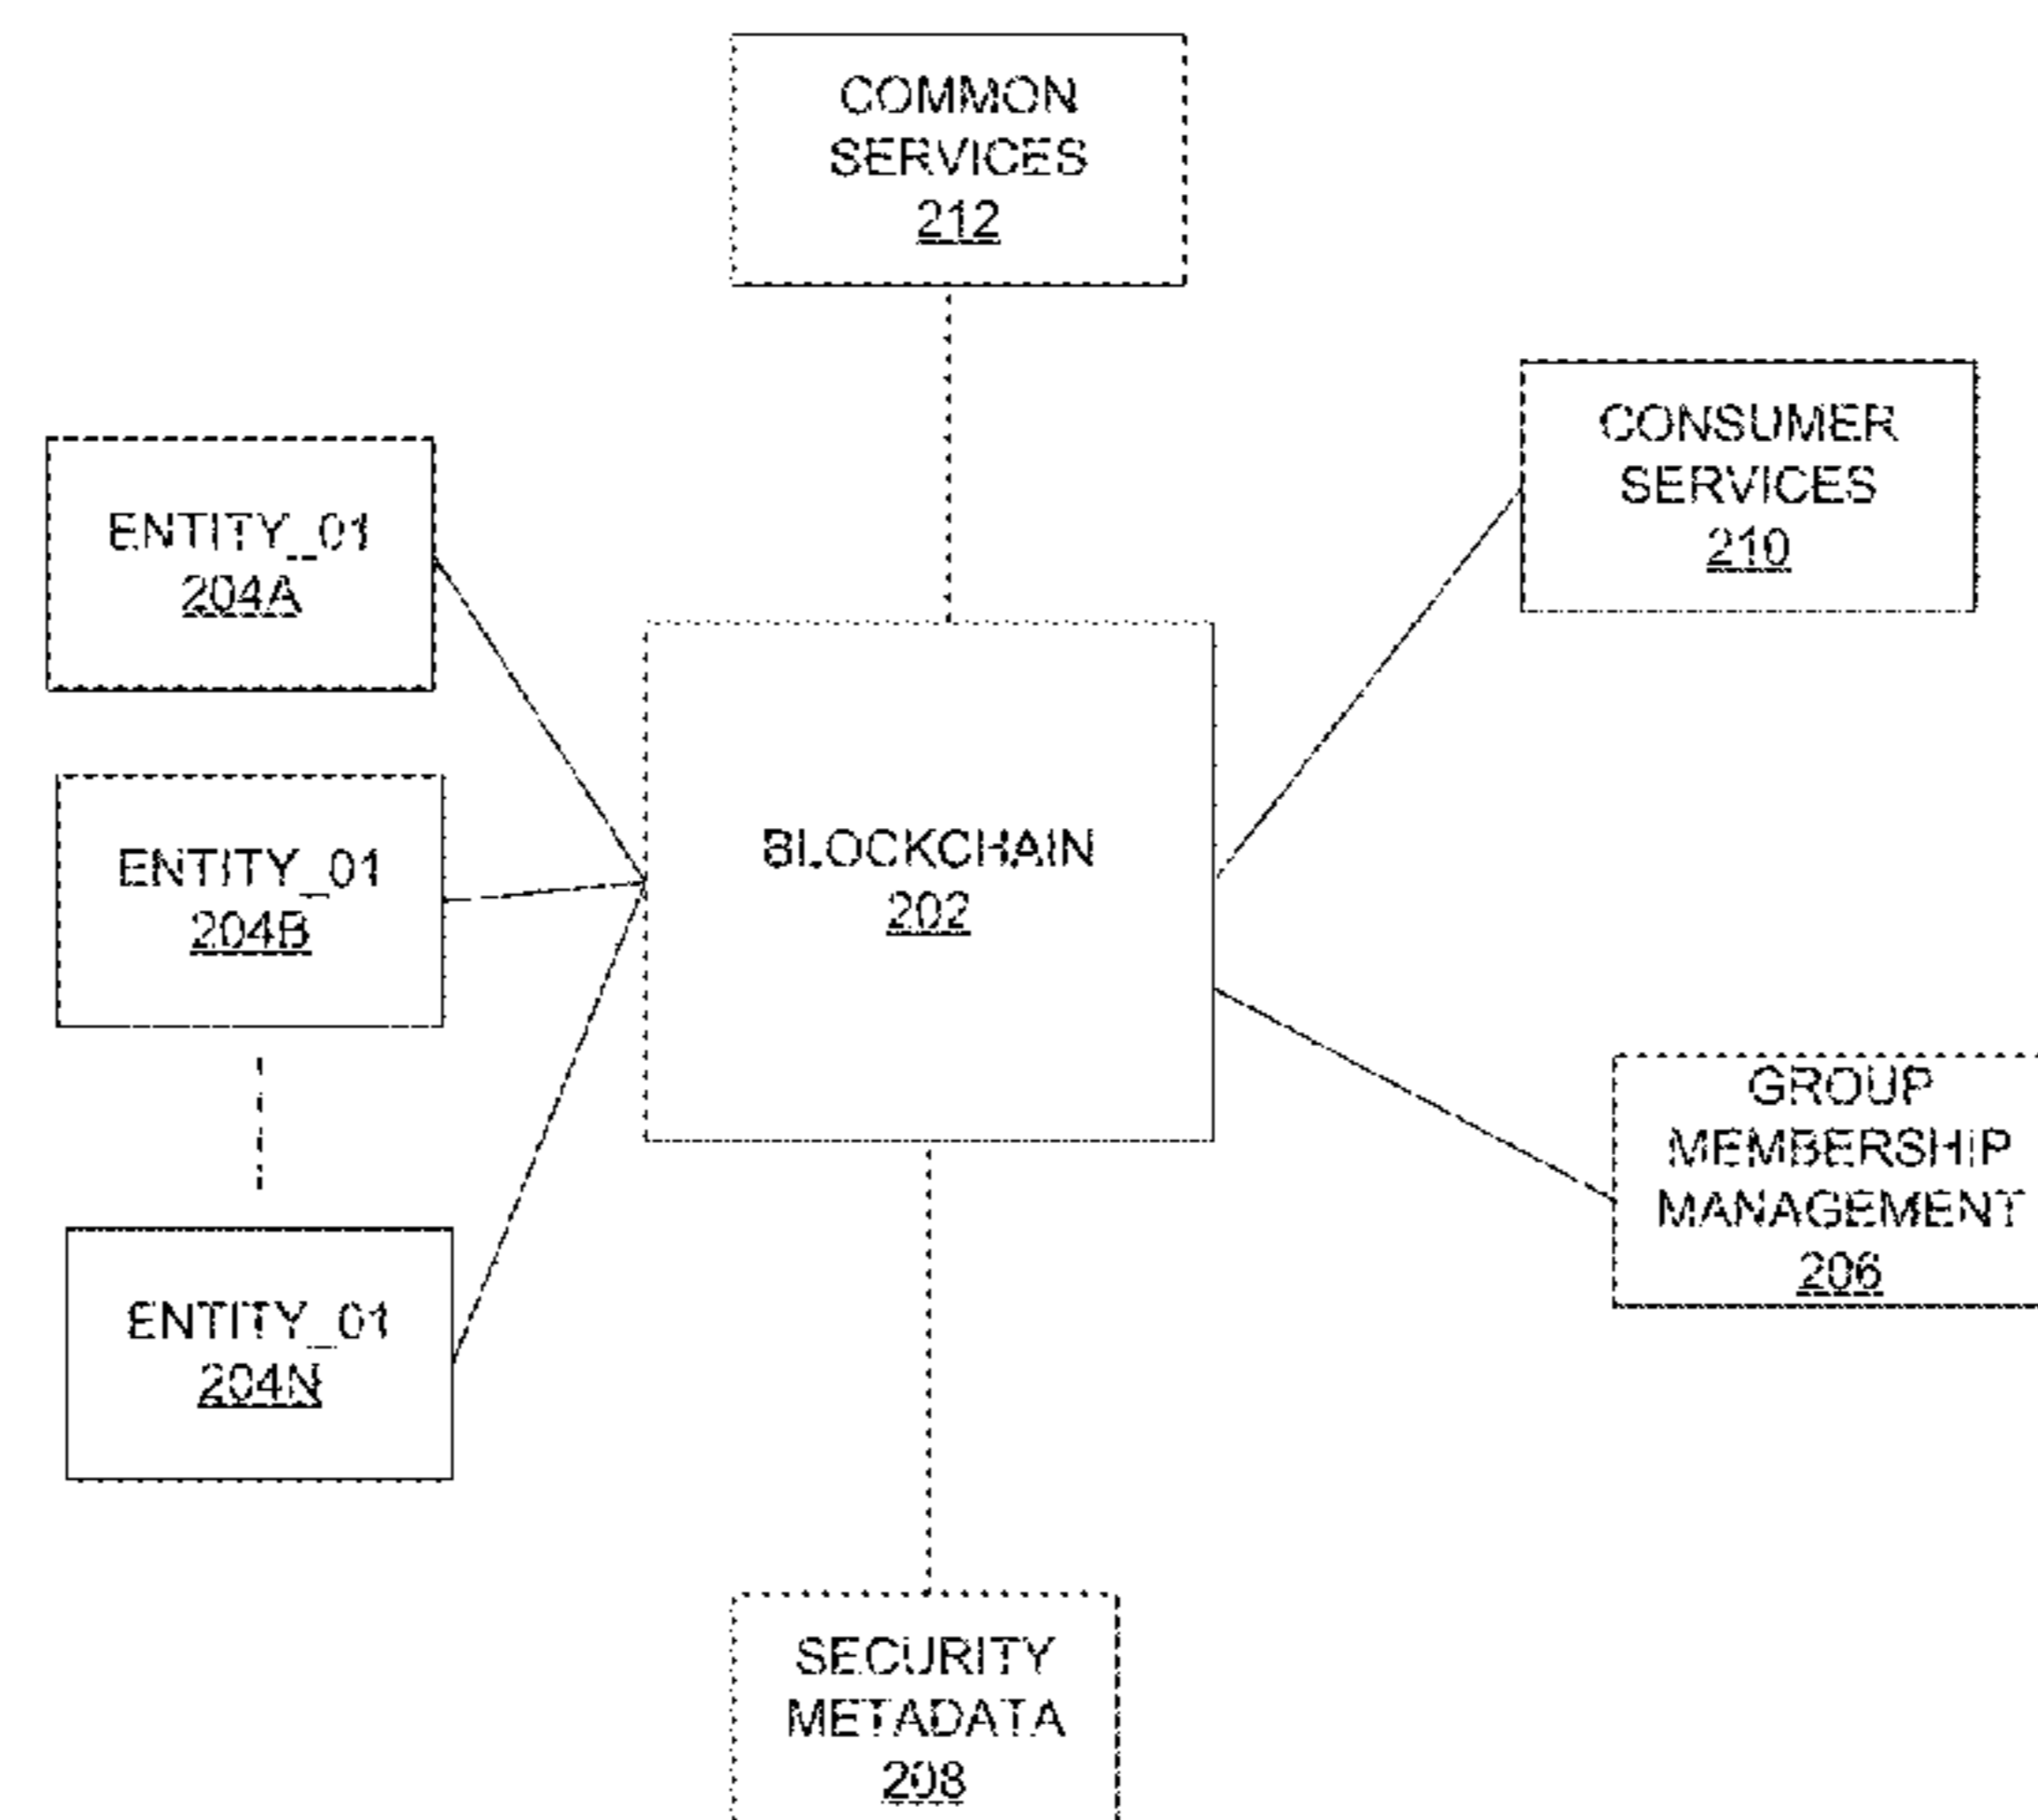 COMMON
SERVICES
212
CONSUMER
SERVICES
210
ENTITY_01
204A
ENTITY_01
204B
BLOCKCHAIN
202
GROUP
MEMBERSHIP
MANAGEMENT
206
ENTITY_01
204N
SECURITY
METADATA
208